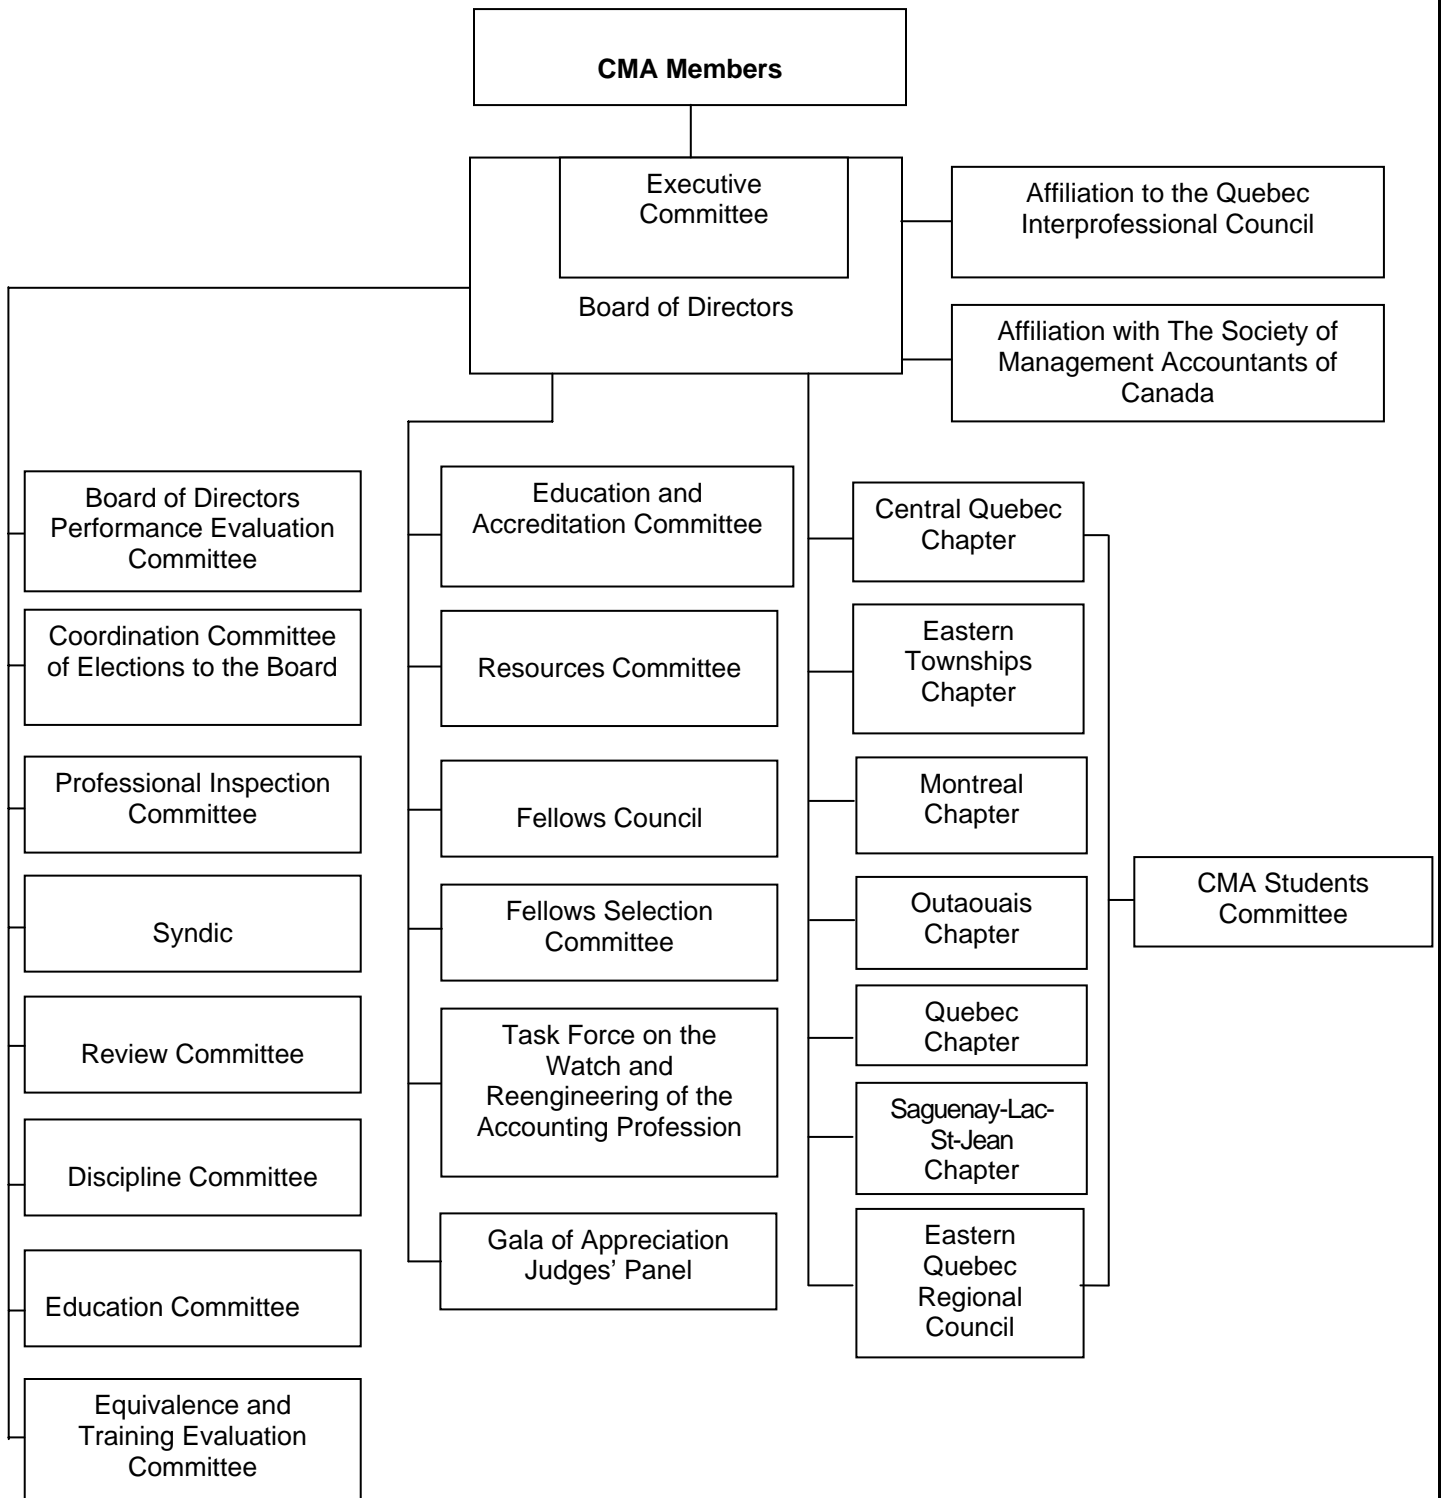 CMA Members
Executive
Committee
Board of Directors
Affiliation to the Quebec
Interprofessional Council
Affiliation with The Society of
Management Accountants of
Canada
Board of Directors
Performance Evaluation
Committee
Coordination Committee
of Elections to the Board
Professional Inspection
Committee
Syndic
Review Committee
Discipline Committee
Education Committee
Equivalence and
Training Evaluation
Committee
Education and
Accreditation Committee
Resources Committee
Fellows Council
Fellows Selection
Committee
Task Force on the
Watch and
Reengineering of the
Accounting Profession
Gala of Appreciation
Judges’ Panel
Central Quebec
Chapter
Eastern
Townships
Chapter
Montreal
Chapter
Outaouais
Chapter
Quebec
Chapter
Saguenay-Lac-
St-Jean
Chapter
Eastern
Quebec
Regional
Council
CMA Students
Committee